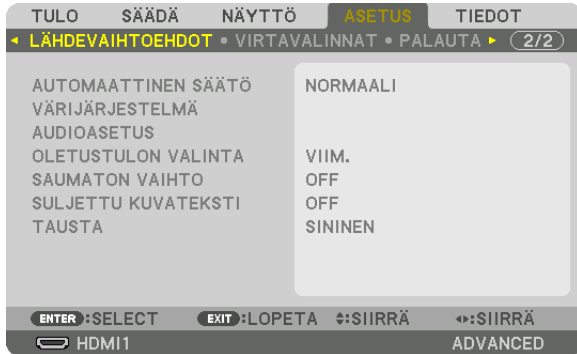 TULO SÄÄDÄ NÄYTTÖ ASETUS TIEDOT
LÄHDEVAIHTOEHDOT • VIRTAVALINNAT • PALAUTA 2/2
AUTOMAATTINEN SÄÄTÖ NORMAALI
VÄRIJÄRJESTELMÄ
AUDIOASETUS
OLETUSTULON VALINTA VIIM.
SAUMATON VAIHTO OFF
SULJETTU KUVATEKSTI OFF
TAUSTA SININEN
ENTER :SELECT EXIT :LOPETA :SIIRRÄ :SIIRRÄ
HDMI1 ADVANCED